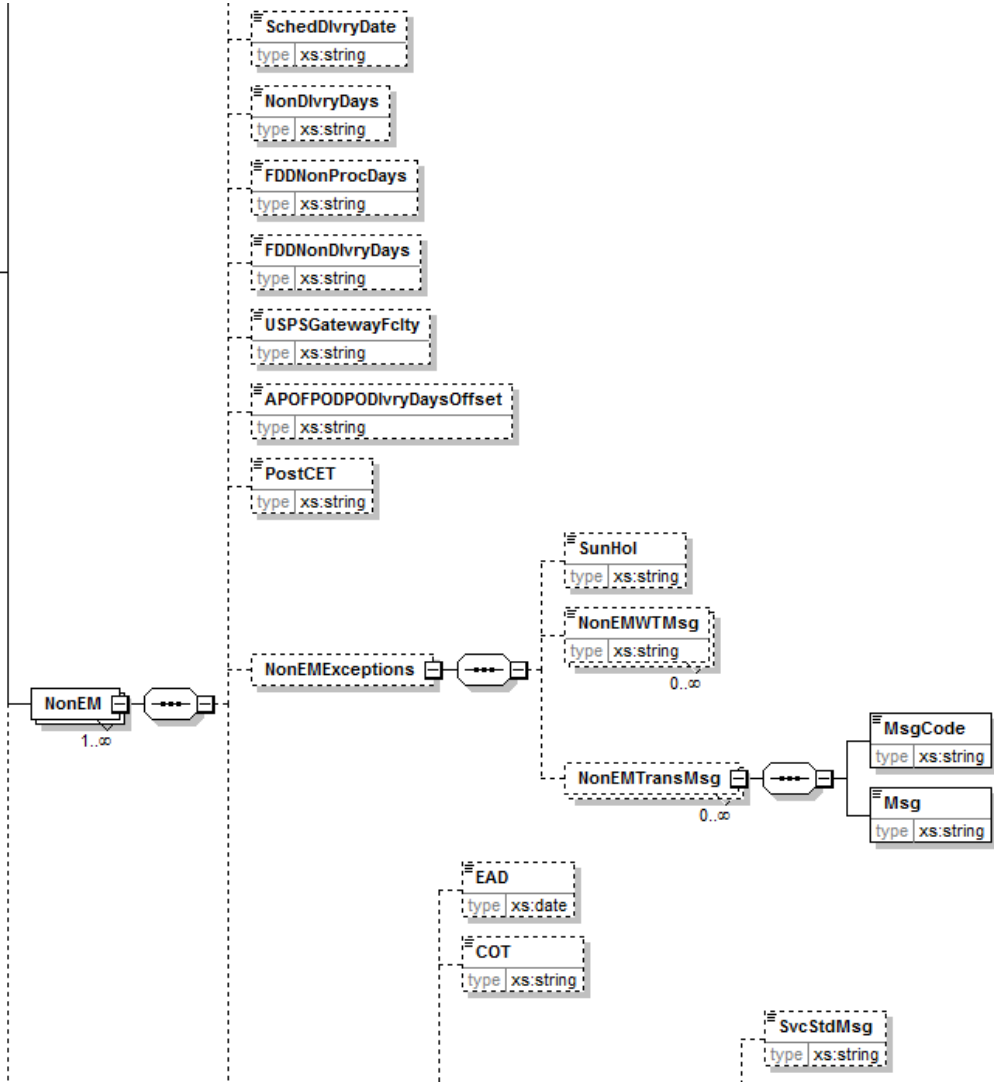 SchedDlvryDate
type xs:string
NonDlvryDays
type xs:string
FDDNonProcDays
type xs:string
FDDNonDlvryDays
type xs:string
USPSGatewayFclty
type xs:string
APOFPODPODlvryDaysOffset
type xs:string
PostCET
type xs:string
SunHol
type xs:string
NonEMWTMsg
type xs:string
0..∞
NonEMExceptions
NonEM
1..∞
MsgCode
type xs:string
NonEMTransMsg
0..∞
Msg
type xs:string
EAD
type xs:date
COT
type xs:string
SvcStdMsg
type xs:string